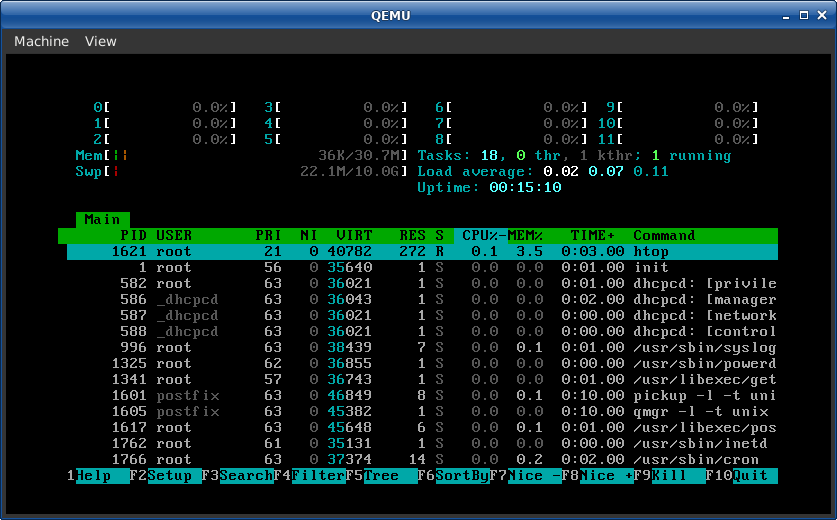 QEMU
Machine View
0[ 0.0%] 3[ 0.0%] 6[ 0.0%] 9[ 0.0%]
1[ 0.0%] 4[ 0.0%] 7[ 0.0%] 10[ 0.0%]
2[ 0.0%] 5[ 0.0%] 8[ 0.0%] 11[ 0.0%]
Mem[|| 36K/30.7M] Tasks: 18, 0 thr, 1 kthr; 1 running
Swp[| 22.1M/10.0G] Load average: 0.02 0.07 0.11
Uptime: 00:15:10
Main
PID USER PRI NI VIRT RES S CPU%-MEM% TIME+ Command
1621 root 21 0 40782 272 R 0.1 3.5 0:03.00 htop
1 root 56 0 35640 1 S 0.0 0.0 0:01.00 init
582 root 63 0 36021 1 S 0.0 0.0 0:01.00 dhcpcd: [privile
586 _dhcpcd 63 0 36043 1 S 0.0 0.0 0:02.00 dhcpcd: [manager
587 _dhcpcd 63 0 36021 1 S 0.0 0.0 0:00.00 dhcpcd: [network
588 _dhcpcd 63 0 36021 1 S 0.0 0.0 0:00.00 dhcpcd: [control
996 root 63 0 38439 7 S 0.0 0.1 0:01.00 /usr/sbin/syslog
1325 root 62 0 36855 1 S 0.0 0.0 0:00.00 /usr/sbin/powerd
1341 root 57 0 36743 1 S 0.0 0.0 0:01.00 /usr/libexec/get
1601 postfix 63 0 46849 8 S 0.0 0.1 0:10.00 pickup -l -t uni
1605 postfix 63 0 45382 1 S 0.0 0.0 0:10.00 qmgr -l -t unix
1617 root 63 0 45648 6 S 0.0 0.1 0:01.00 /usr/libexec/pos
1762 root 61 0 35131 1 S 0.0 0.0 0:00.00 /usr/sbin/inetd
1766 root 63 0 37374 14 S 0.0 0.2 0:02.00 /usr/sbin/cron
1Help F2Setup F3SearchF4FilterF5Tree F6SortByF7Nice -F8Nice +F9Kill F10Quit